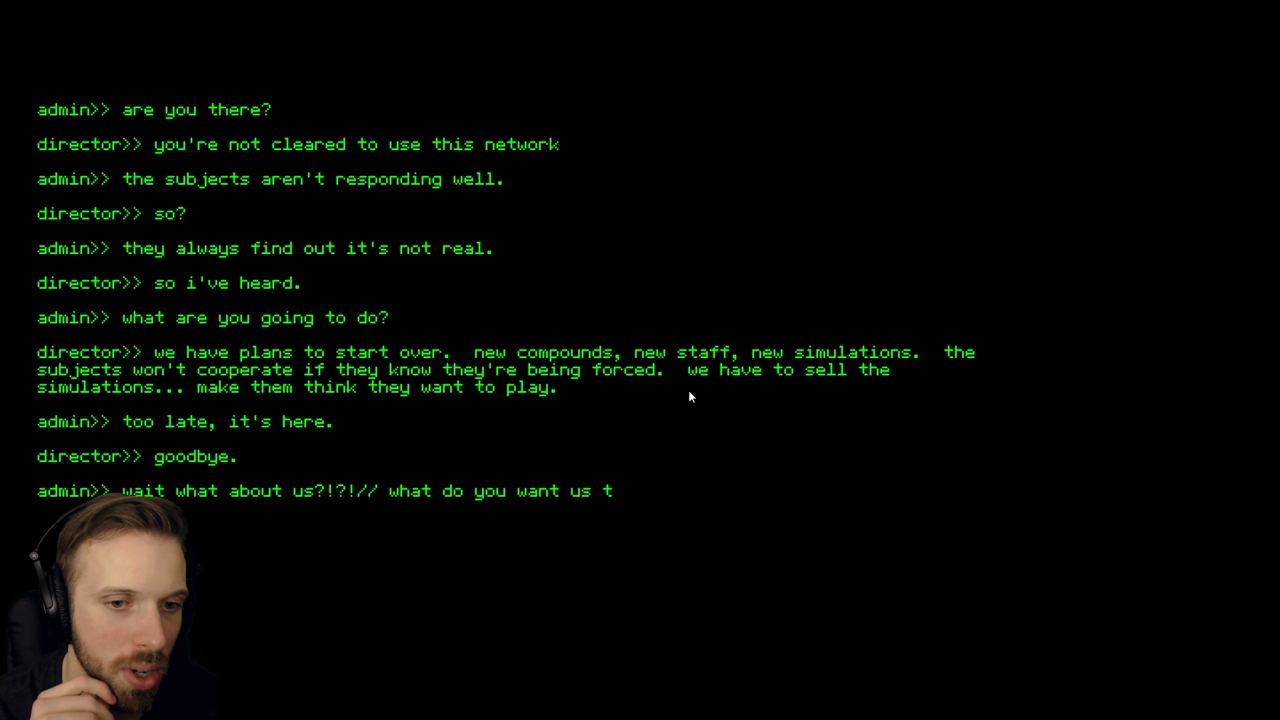 admin>> are you there?
director>> you're not cleared to use this network
admin>> the subjects aren't responding well.
director>> so?
admin>> they always find out it's not real.
director>> so i've heard.
admin>> what are you going to do?
director>> we have plans to start over.  new compounds, new staff, new simulations.  the
subjects won't cooperate if they know they're being forced.  we have to sell the
simulations... make them think they want to play.
admin>> too late, it's here.
director>> goodbye.
admin>> wait what about us?!?!// what do you want us t